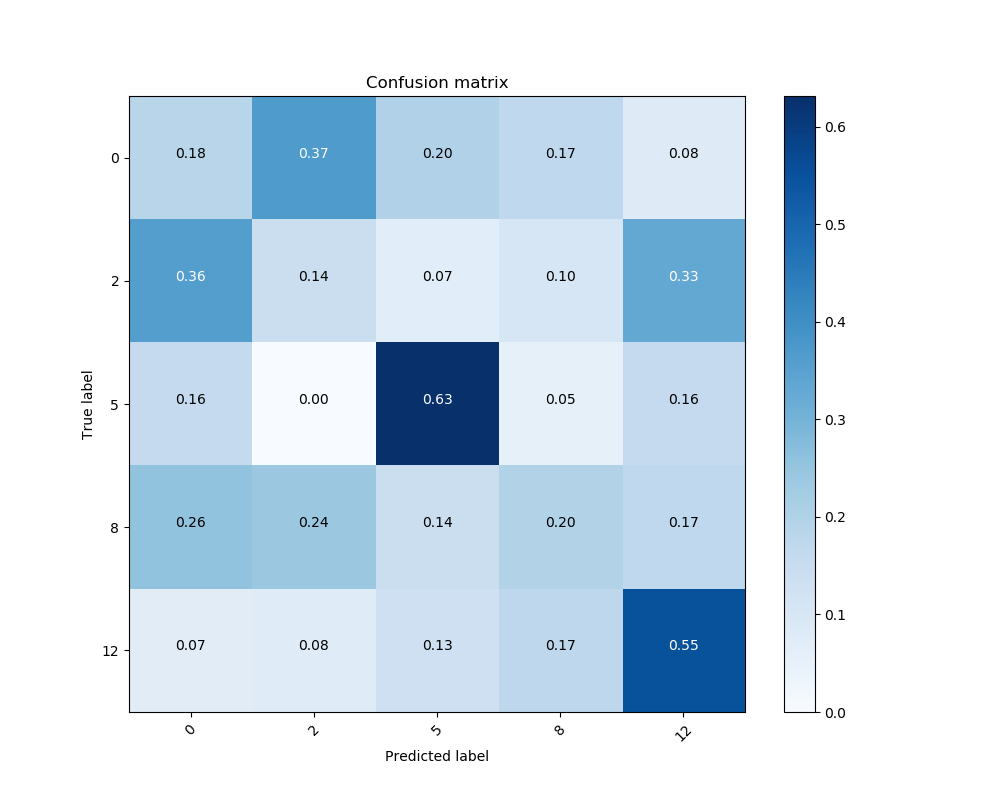 Confusion matrix
0 0.18 0.37 0.20 0.17 0.08
2 0.36 0.14 0.07 0.10 0.33
5 0.16 0.00 0.63 0.05 0.16
8 0.26 0.24 0.14 0.20 0.17
12 0.07 0.08 0.13 0.17 0.55
0 2 5 8 12
True label
Predicted label
0.6
0.5
0.4
0.3
0.2
0.1
0.0